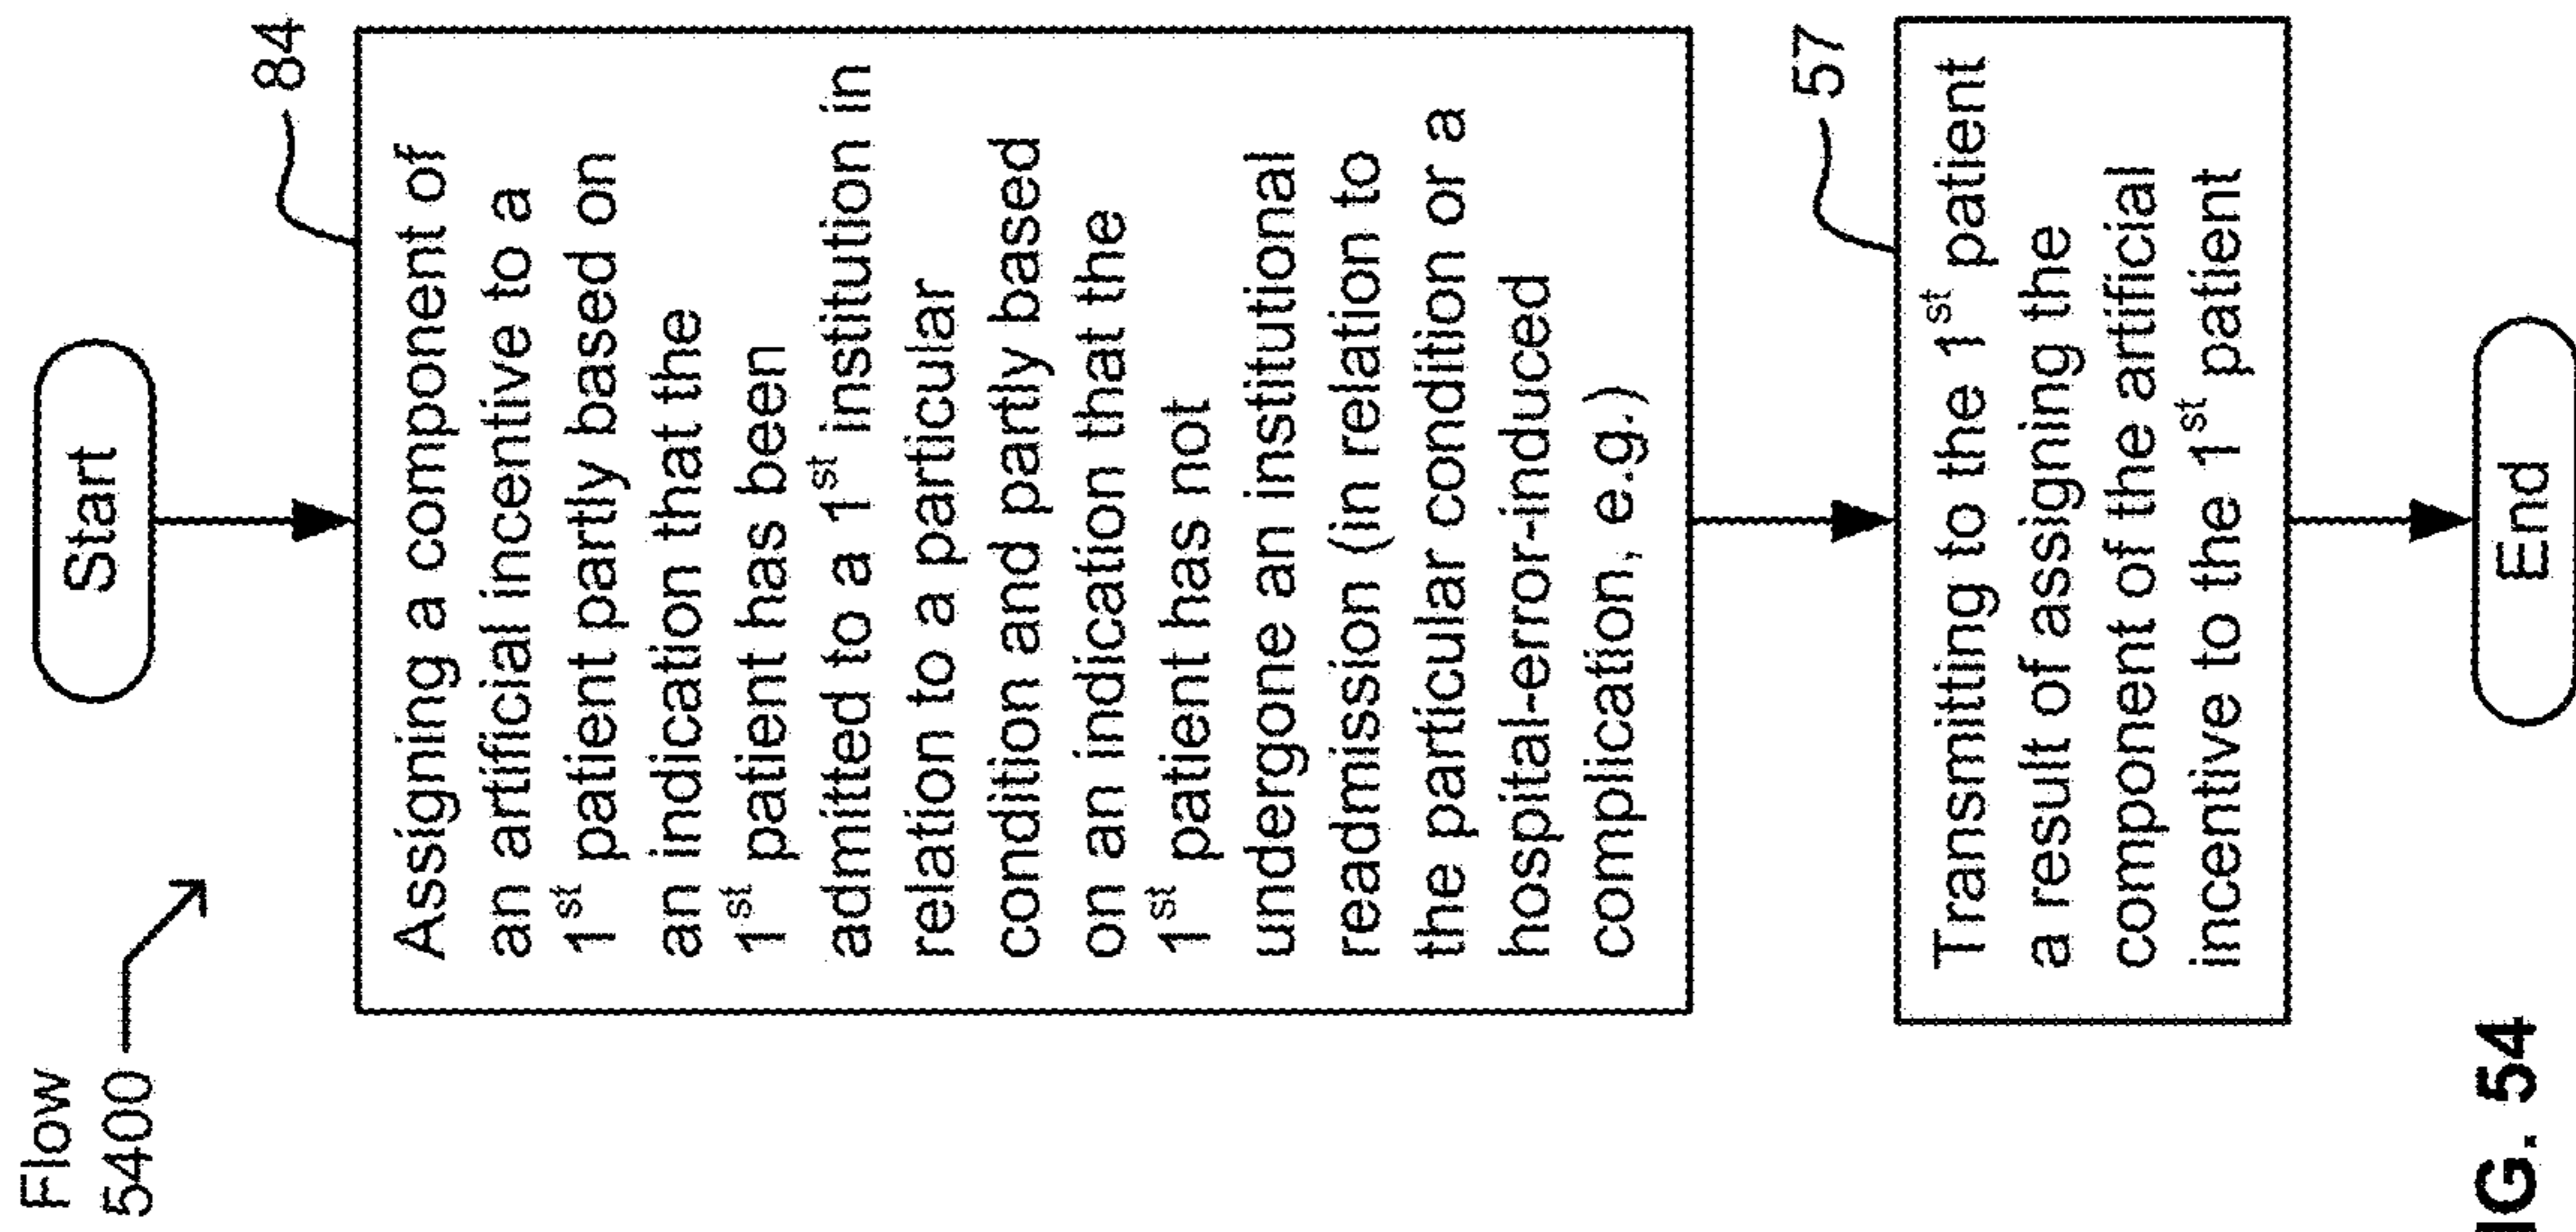 Flow
5400
Start
84
Assigning a component of
an artificial incentive to a
1st patient partly based on
an indication that the
1st patient has been
admitted to a 1st institution in
relation to a particular
condition and partly based
on an indication that the
1st patient has not
undergone an institutional
readmission (in relation to
the particular condition or a
hospital-error-induced
complication, e.g.)
57
Transmitting to the 1st patient
a result of assigning the
component of the artificial
incentive to the 1st patient
End
IG. 54